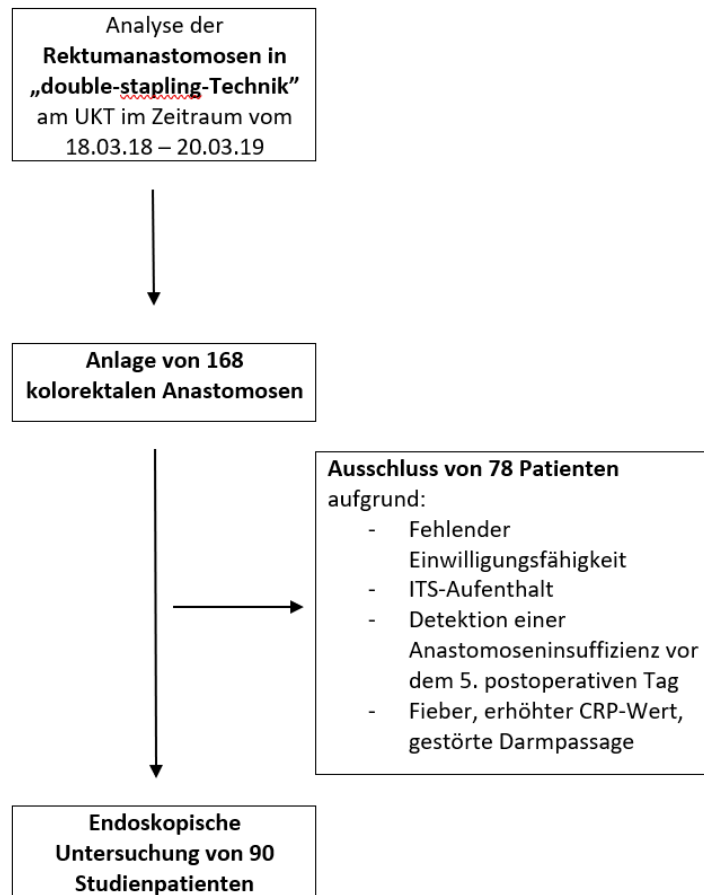 Analyse der
Rektumanastomosen in
„double-stapling-Technik”
am UKT im Zeitraum vom
18.03.18 – 20.03.19
Anlage von 168
kolorektalen Anastomosen
Ausschluss von 78 Patienten
aufgrund:
- Fehlender
Einwilligungsfähigkeit
- ITS-Aufenthalt
- Detektion einer
Anastomoseninsuffizienz vor
dem 5. postoperativen Tag
- Fieber, erhöhter CRP-Wert,
gestörte Darmpassage
Endoskopische
Untersuchung von 90
Studienpatienten